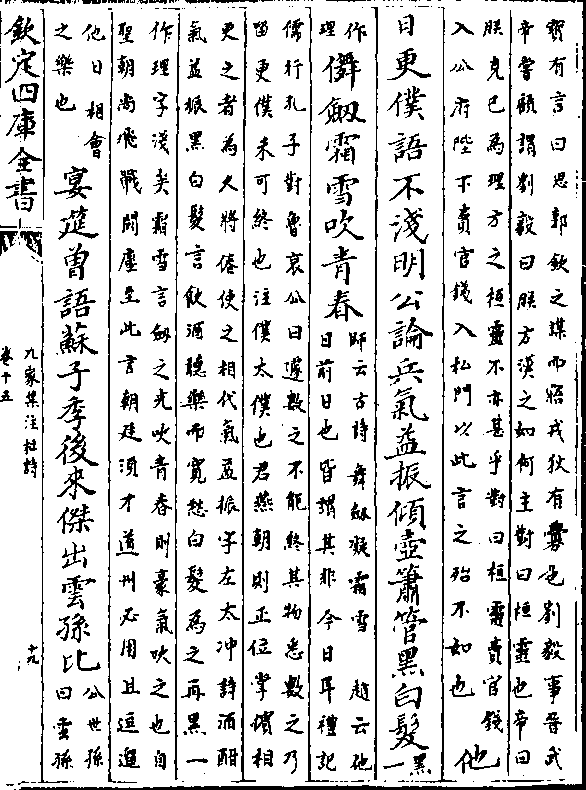 寳有言曰思郭欽之謀而悟戎狄有釁也劉毅事晉武
帝嘗顧謂劉毅曰朕方漢之如何主對曰桓靈也帝曰
朕克已為理方之桓靈不亦甚乎對曰桓靈賣官錢
入公府陛下賣官錢入私門以此言之殆不如也 他
日更僕語不淺明公論兵氣益振傾壺簫管黑白髪一黑
作理 儛劔霜雪吹青春 師云古詩舞劔凝霜雪 趙云他
日前日也皆謂其非今日耳禮記
儒行孔子對魯哀公曰遽數之不能終其物悉數之乃
留更僕未可終也注僕太僕也君燕朝則正位掌擯相
更之者為久將倦使之相代氣益振字左太冲詩酒酣
氣益振黑白髪言飲酒聽樂而寛愁白髪為之再黑一
作理字淺矣霜雪言劔之光吹青春則豪氣吹之也自
聖朝尚飛戰鬭塵至此言朝廷須才道州必用且逗遛
他日相會之樂也 宴筵曾語蘇子季後來傑出雲孫比 公世孫曰雲孫
欽定四庫全書
九家集注杜詩
卷十五
十九